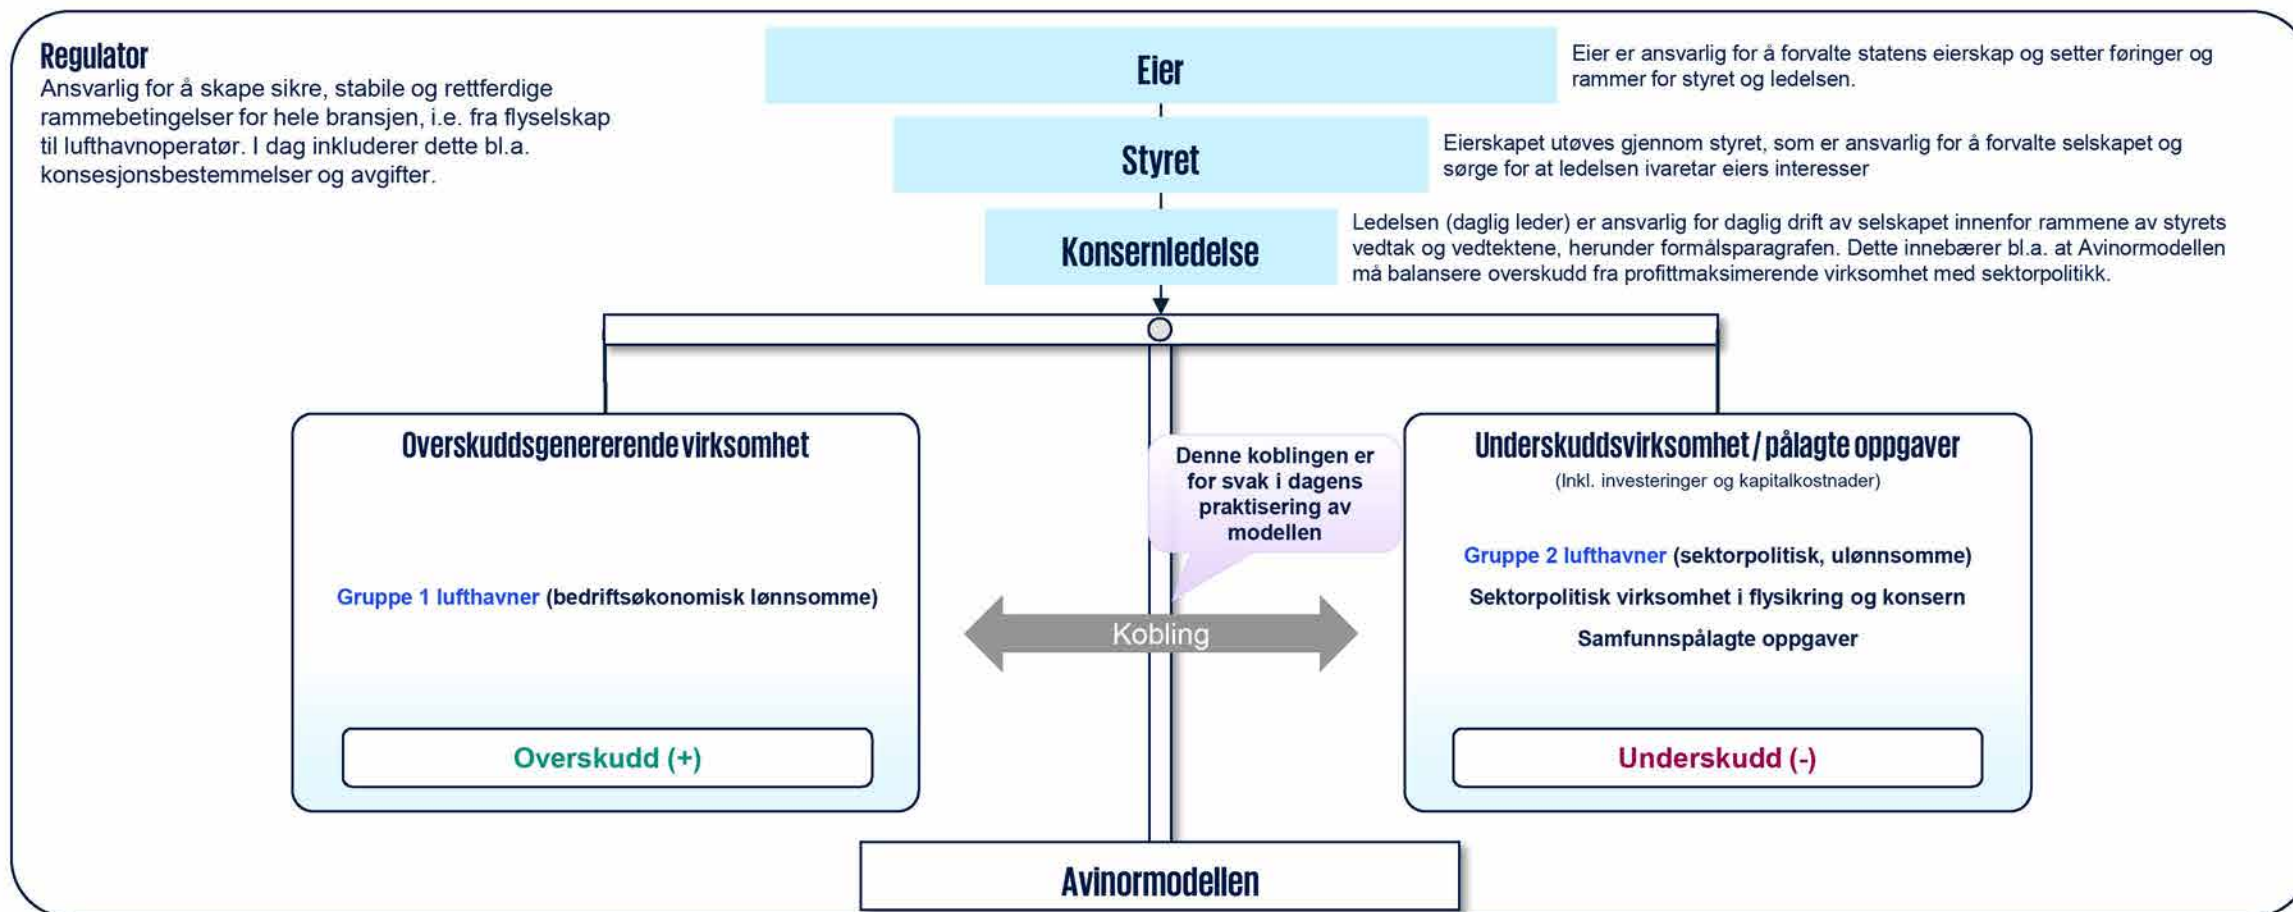 Regulator
Ansvarlig for å skape sikre, stabile og rettferdige
rammebetingelser for hele bransjen, i.e. fra flyselskap
til lufthavnoperatør. I dag inkluderer dette bl.a.
konsesjonsbestemmelser og avgifter.
Eier
Eier er ansvarlig for å forvalte statens eierskap og setter føringer og
rammer for styret og ledelsen.
Styret
Eierskapet utøves gjennom styret, som er ansvarlig for å forvalte selskapet og
sørge for at ledelsen ivaretar eiers interesser
Konsernledelse
Ledelsen (daglig leder) er ansvarlig for daglig drift av selskapet innenfor rammene av styrets
vedtak og vedtektene, herunder formålsparagrafen. Dette innebærer bl.a. at Avinormodellen
må balansere overskudd fra profittmaksimerende virksomhet med sektorpolitikk.
Overskuddsgenererende virksomhet
Gruppe 1 lufthavner (bedriftsøkonomisk lønnsomme)
Overskudd (+)
Denne koblingen er
for svak i dagens
praktisering av
modellen
Kobling
Underskuddsvirksomhet / pålagte oppgaver
(Inkl. investeringer og kapitalkostnader)
Gruppe 2 lufthavner (sektorpolitisk, ulønnsomme)
Sektorpolitisk virksomhet i flysikring og konsern
Samfunnspålagte oppgaver
Underskudd (-)
Avinormodellen